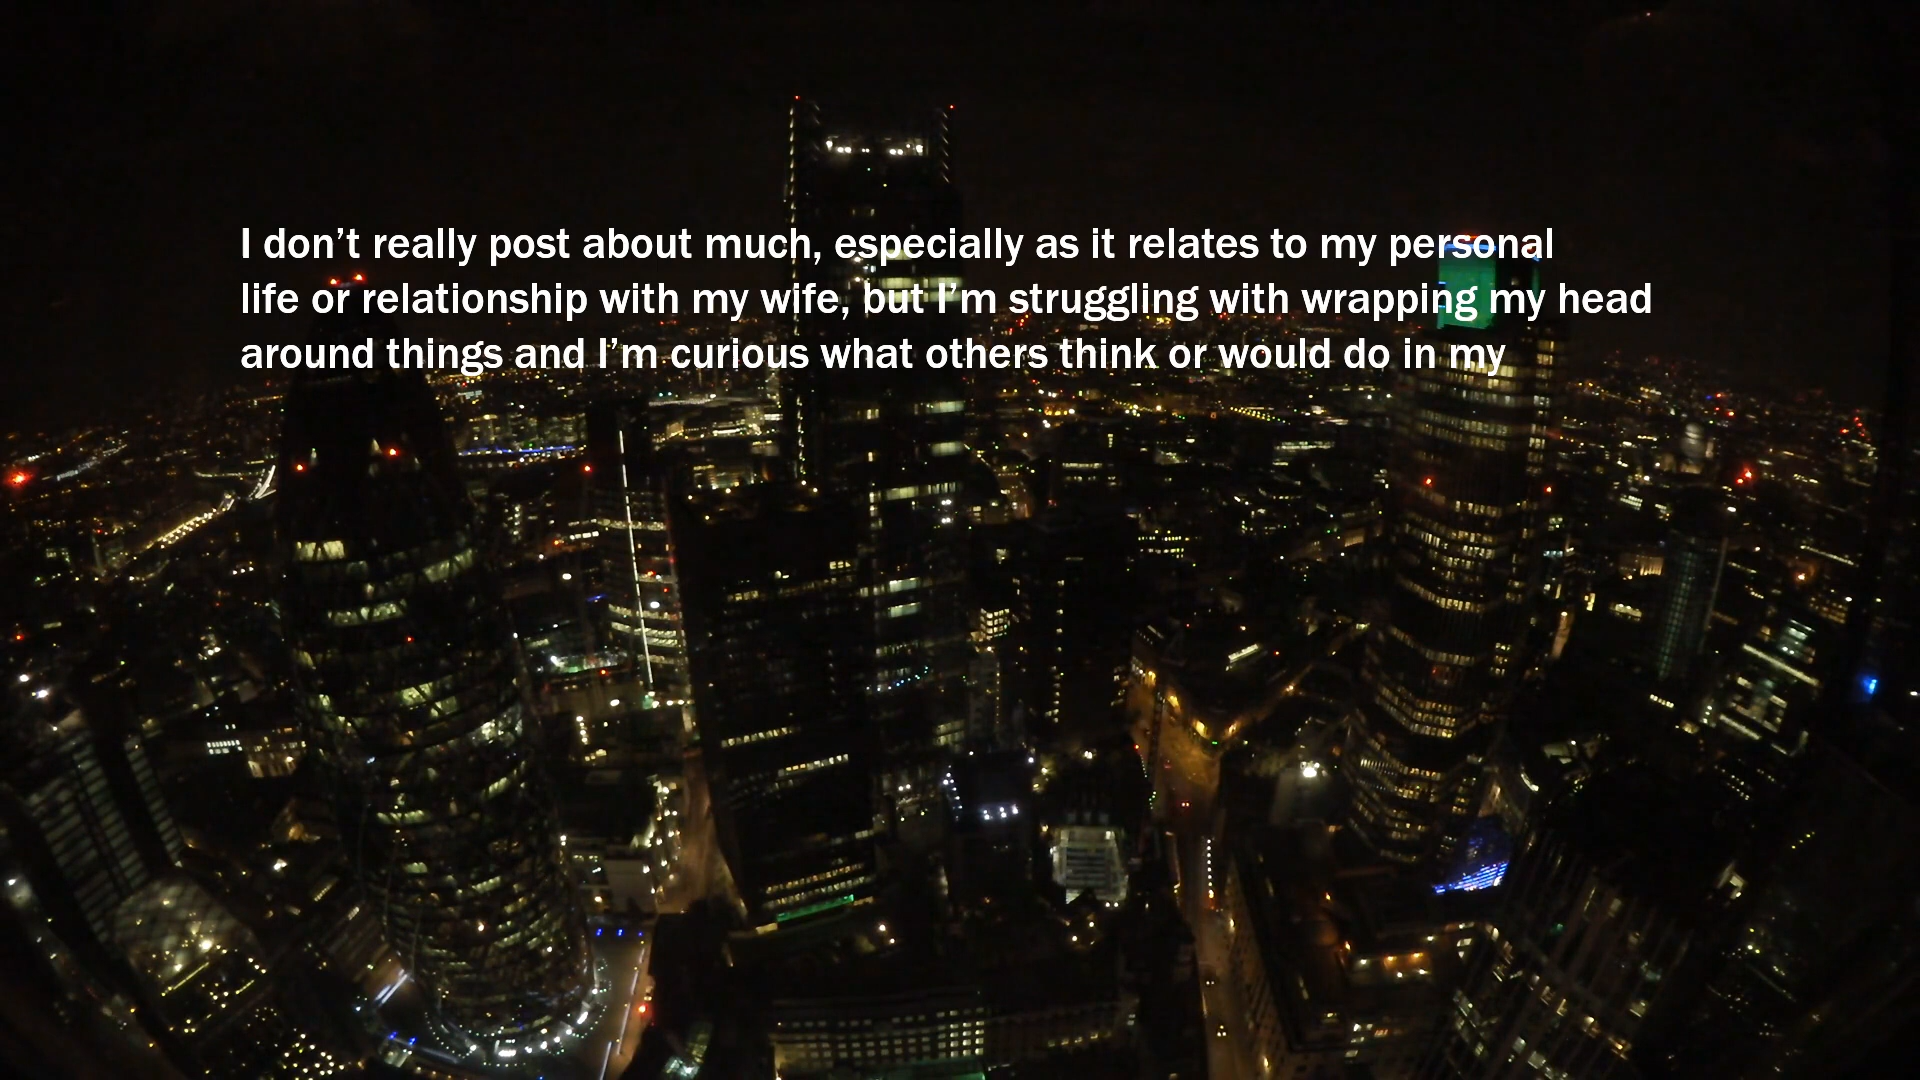 I don’t really post about much, especially as it relates to my personal
life or relationship with my wife, but I’m struggling with wrapping my head
around things and I’m curious what others think or would do in my